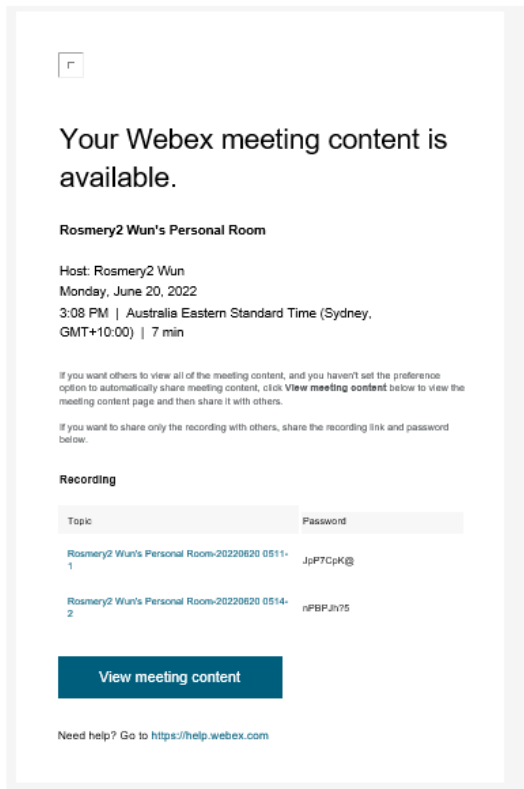 Your Webex meeting content is
available.
Rosmery2 Wun's Personal Room
Host: Rosmery2 Wun
Monday, June 20, 2022
3:08 PM | Australia Eastern Standard Time (Sydney,
GMT+10:00) | 7 min
If you want others to view all of the meeting content, and you haven't set the preference
option to automatically share meeting content, click View meeting content below to view the
meeting content page and then share it with others.
If you want to share only the recording with others, share the recording link and password
below.
Recording
Topic Password
Rosmery2 Wun's Personal Room-20220620 0511-
1 JpP7CpK@
Rosmery2 Wun's Personal Room-20220620 0514-
2 nPBPJh?5
View meeting content
Need help? Go to https://help.webex.com